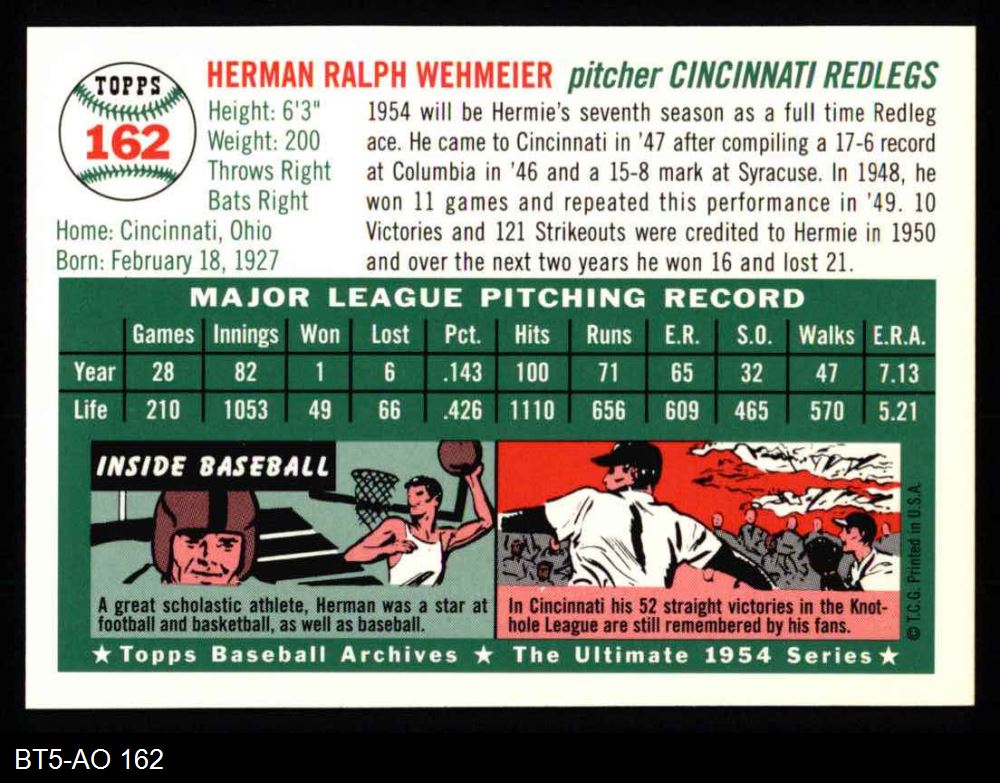 TOPPS
162
HERMAN RALPH WEHMEIER pitcher CINCINNATI REDLEGS
Height: 6'3"
Weight: 200
Throws Right
Bats Right
Home: Cincinnati, Ohio
Born: February 18, 1927
1954 will be Hermie's seventh season as a full time Redleg
ace. He came to Cincinnati in '47 after compiling a 17-6 record
at Columbia in '46 and a 15-8 mark at Syracuse. In 1948, he
won 11 games and repeated this performance in '49. 10
Victories and 121 Strikeouts were credited to Hermie in 1950
and over the next two years he won 16 and lost 21.
MAJOR LEAGUE PITCHING RECORD
Games Innings Won Lost Pct. Hits Runs E.R. S.O. Walks E.R.A.
Year 28 82 1 6 .143 100 71 65 32 47 7.13
Life 210 1053 49 66 .426 1110 656 609 465 570 5.21
INSIDE BASEBALL
A great scholastic athlete, Herman was a star at
football and basketball, as well as baseball.
In Cincinnati his 52 straight victories in the Knot-
hole League are still remembered by his fans.
© T.C.G. Printed in U.S.A.
★ Topps Baseball Archives ★ The Ultimate 1954 Series ★
BT5-AO 162